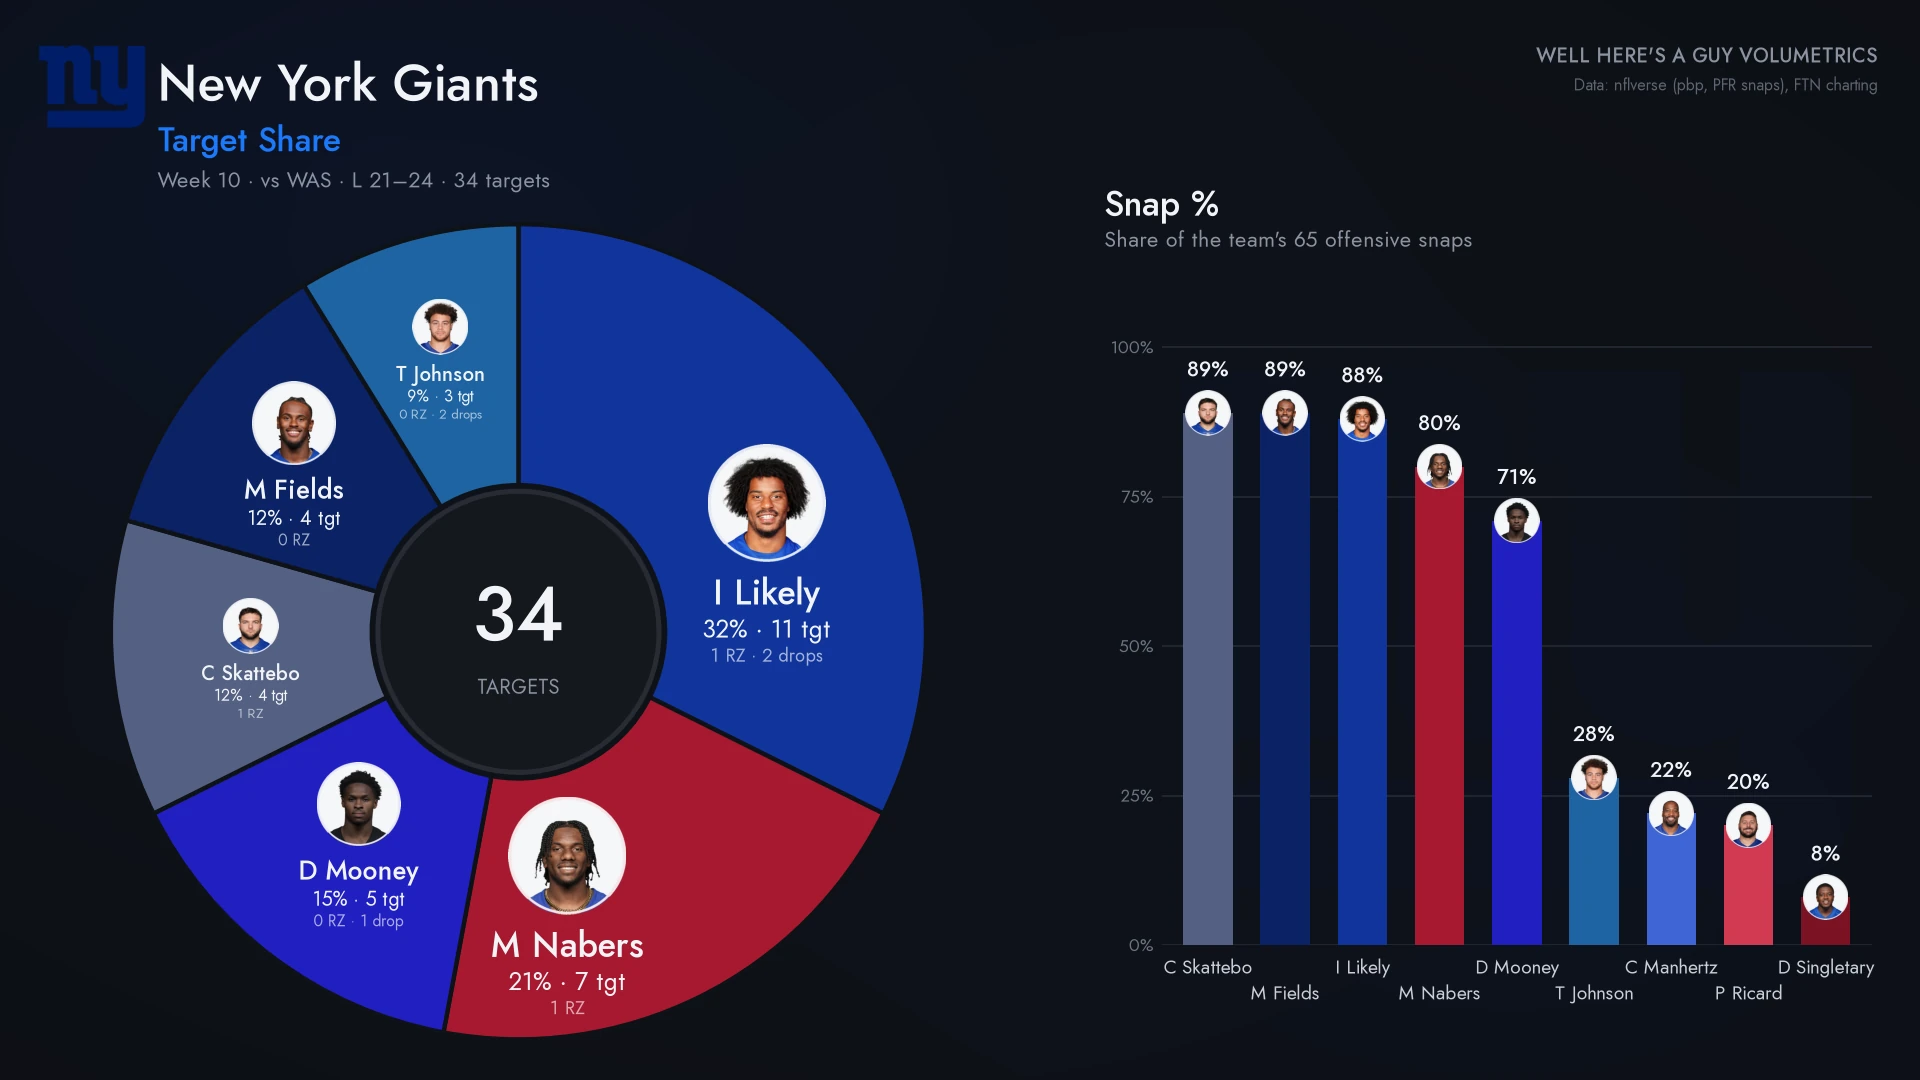 ny
New York Giants
Target Share
Week 10 · vs WAS · L 21–24 · 34 targets
WELL HERE'S A GUY VOLUMETRICS
Data: nflverse (pbp, PFR snaps), FTN charting
T Johnson
9% · 3 tgt
0 RZ · 2 drops
M Fields
12% · 4 tgt
0 RZ
I Likely
32% · 11 tgt
1 RZ · 2 drops
C Skattebo
12% · 4 tgt
1 RZ
34
TARGETS
D Mooney
15% · 5 tgt
0 RZ · 1 drop
M Nabers
21% · 7 tgt
1 RZ
Snap %
Share of the team's 65 offensive snaps
100%
75%
50%
25%
0%
89%
89%
88%
80%
71%
28%
22%
20%
8%
C Skattebo
M Fields
I Likely
M Nabers
D Mooney
T Johnson
C Manhertz
P Ricard
D Singletary